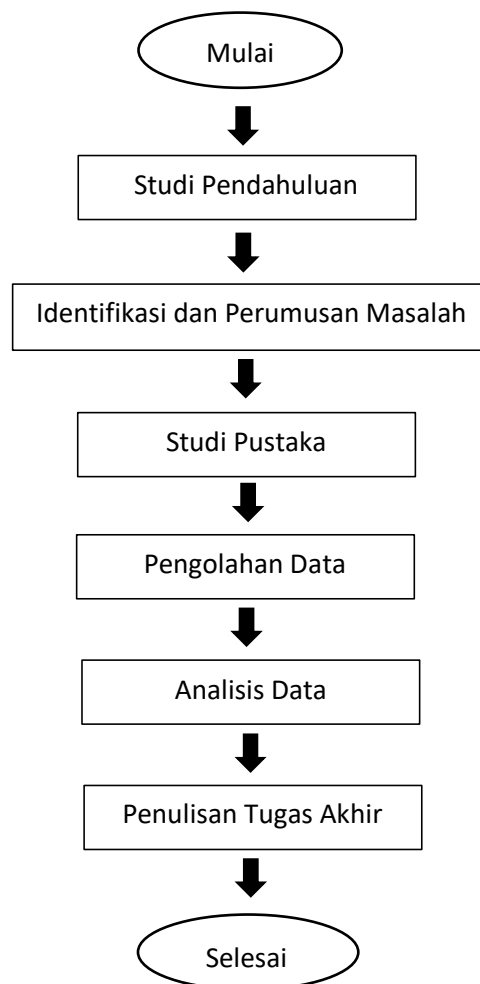 Mulai
Studi Pendahuluan
Identifikasi dan Perumusan Masalah
Studi Pustaka
Pengolahan Data
Analisis Data
Penulisan Tugas Akhir
Selesai